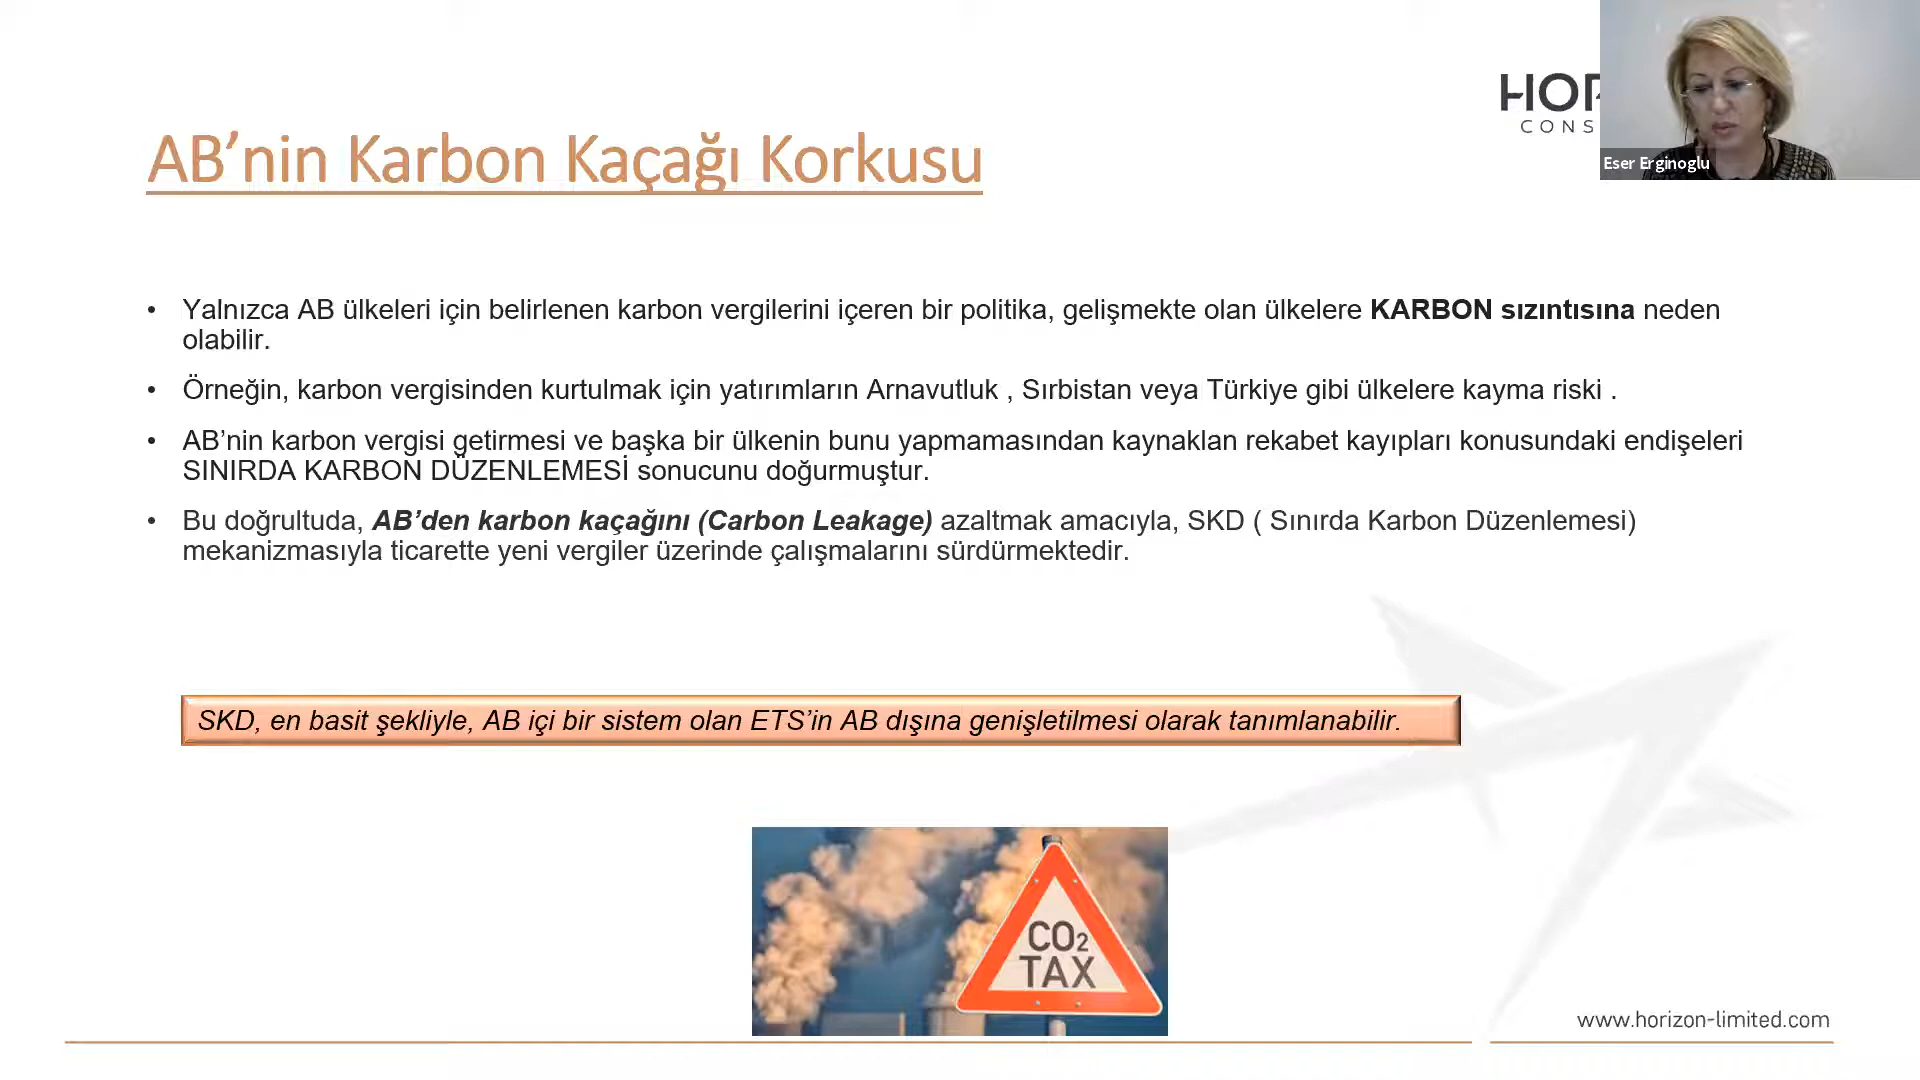 HOR
CONS
Eser Erginoglu
AB’nin Karbon Kaçağı Korkusu
• Yalnızca AB ülkeleri için belirlenen karbon vergilerini içeren bir politika, gelişmekte olan ülkelere KARBON sızıntısına neden
olabilir.
• Örneğin, karbon vergisinden kurtulmak için yatırımların Arnavutluk , Sırbistan veya Türkiye gibi ülkelere kayma riski .
• AB’nin karbon vergisi getirmesi ve başka bir ülkenin bunu yapmamasından kaynaklan rekabet kayıpları konusundaki endişeleri
SINIRDA KARBON DÜZENLEMESİ sonucunu doğurmuştur.
• Bu doğrultuda, AB’den karbon kaçağını (Carbon Leakage) azaltmak amacıyla, SKD ( Sınırda Karbon Düzenlemesi)
mekanizmasıyla ticarette yeni vergiler üzerinde çalışmalarını sürdürmektedir.
SKD, en basit şekliyle, AB içi bir sistem olan ETS’in AB dışına genişletilmesi olarak tanımlanabilir.
CO₂
TAX
www.horizon-limited.com